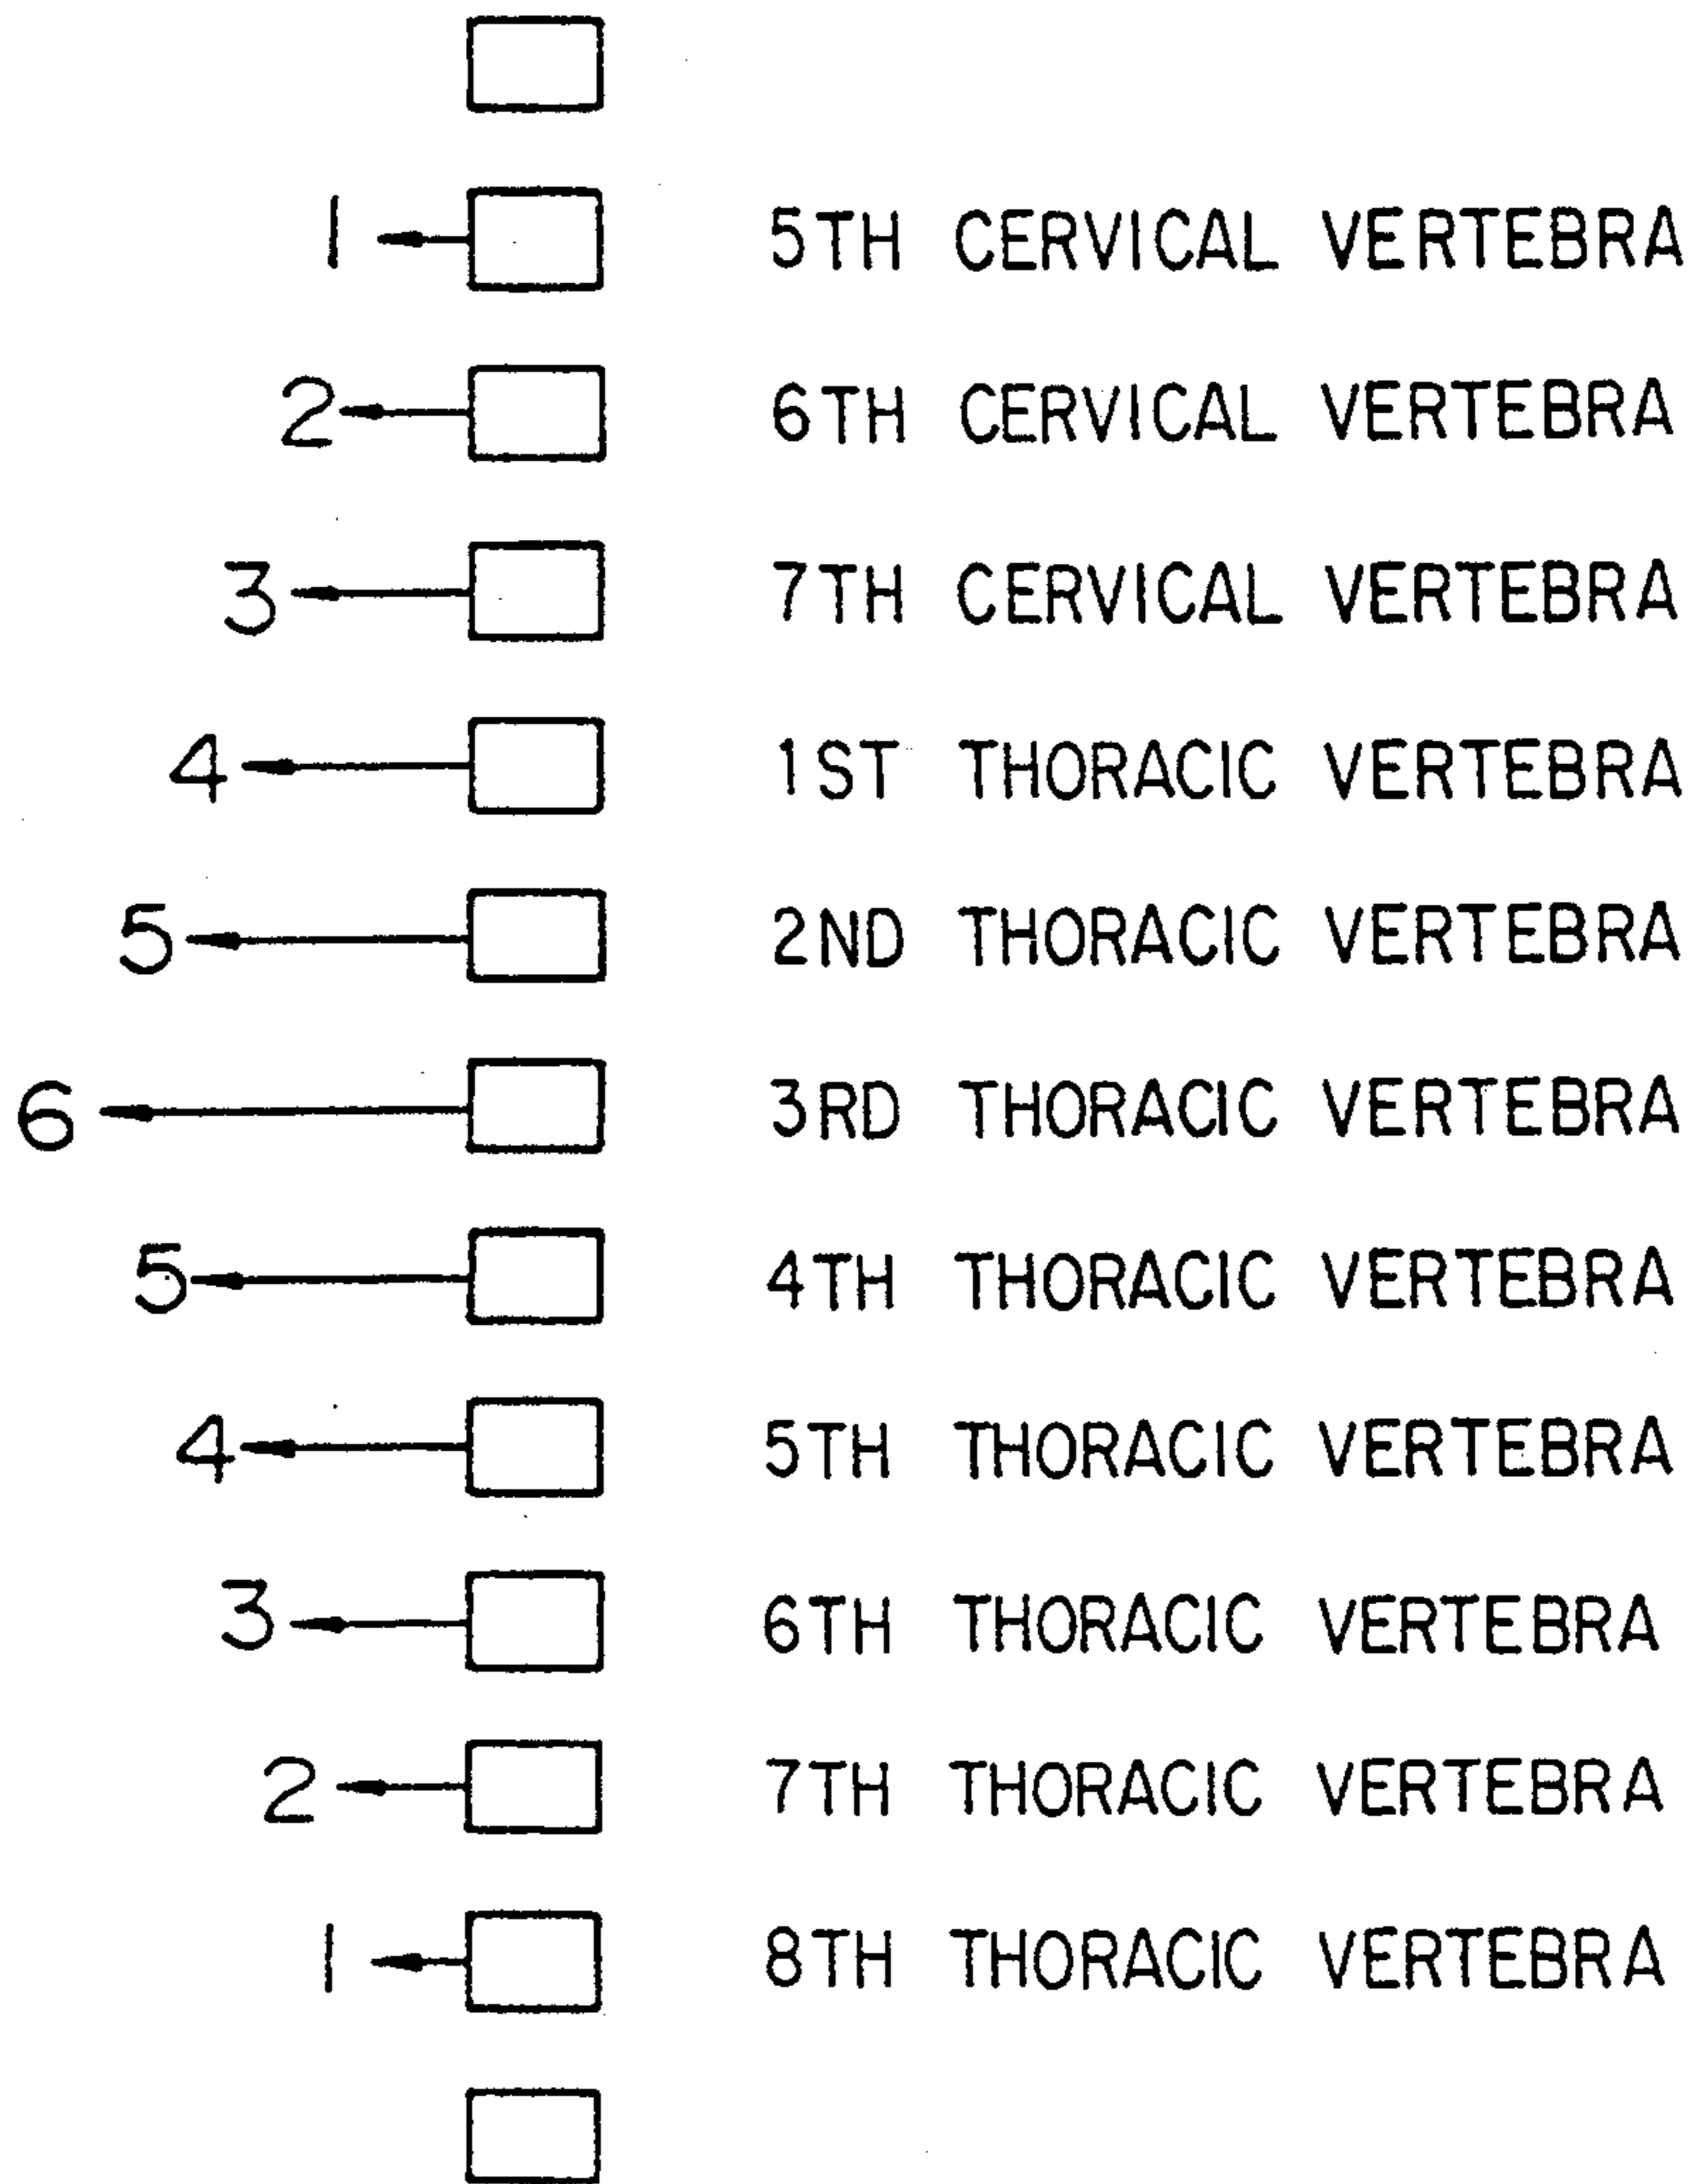 1 5TH CERVICAL VERTEBRA
2 6TH CERVICAL VERTEBRA
3 7TH CERVICAL VERTEBRA
4 1ST THORACIC VERTEBRA
5 2ND THORACIC VERTEBRA
6 3RD THORACIC VERTEBRA
5 4TH THORACIC VERTEBRA
4 5TH THORACIC VERTEBRA
3 6TH THORACIC VERTEBRA
2 7TH THORACIC VERTEBRA
1 8TH THORACIC VERTEBRA